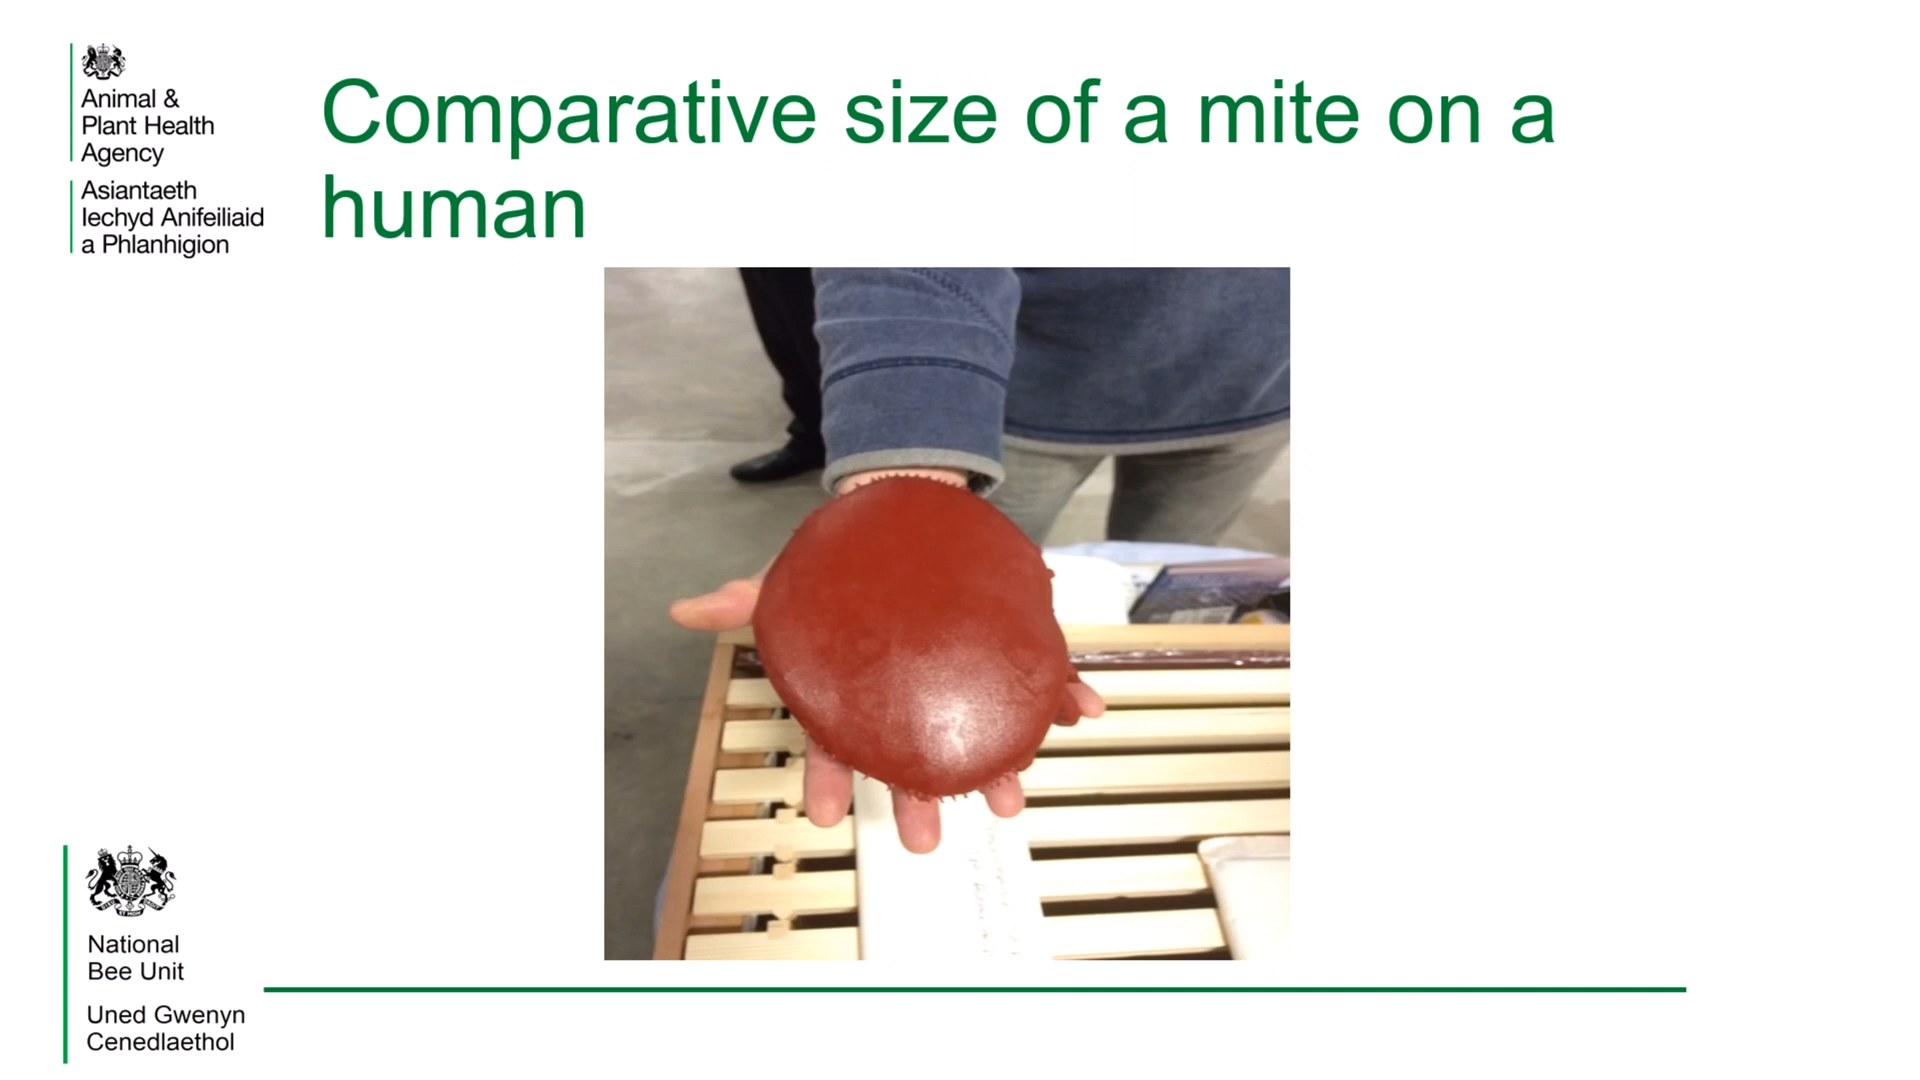 Animal &
Plant Health
Agency
Asiantaeth
Iechyd Anifeiliaid
a Phlanhigion
Comparative size of a mite on a
human
National
Bee Unit
Uned Gwenyn
Cenedlaethol